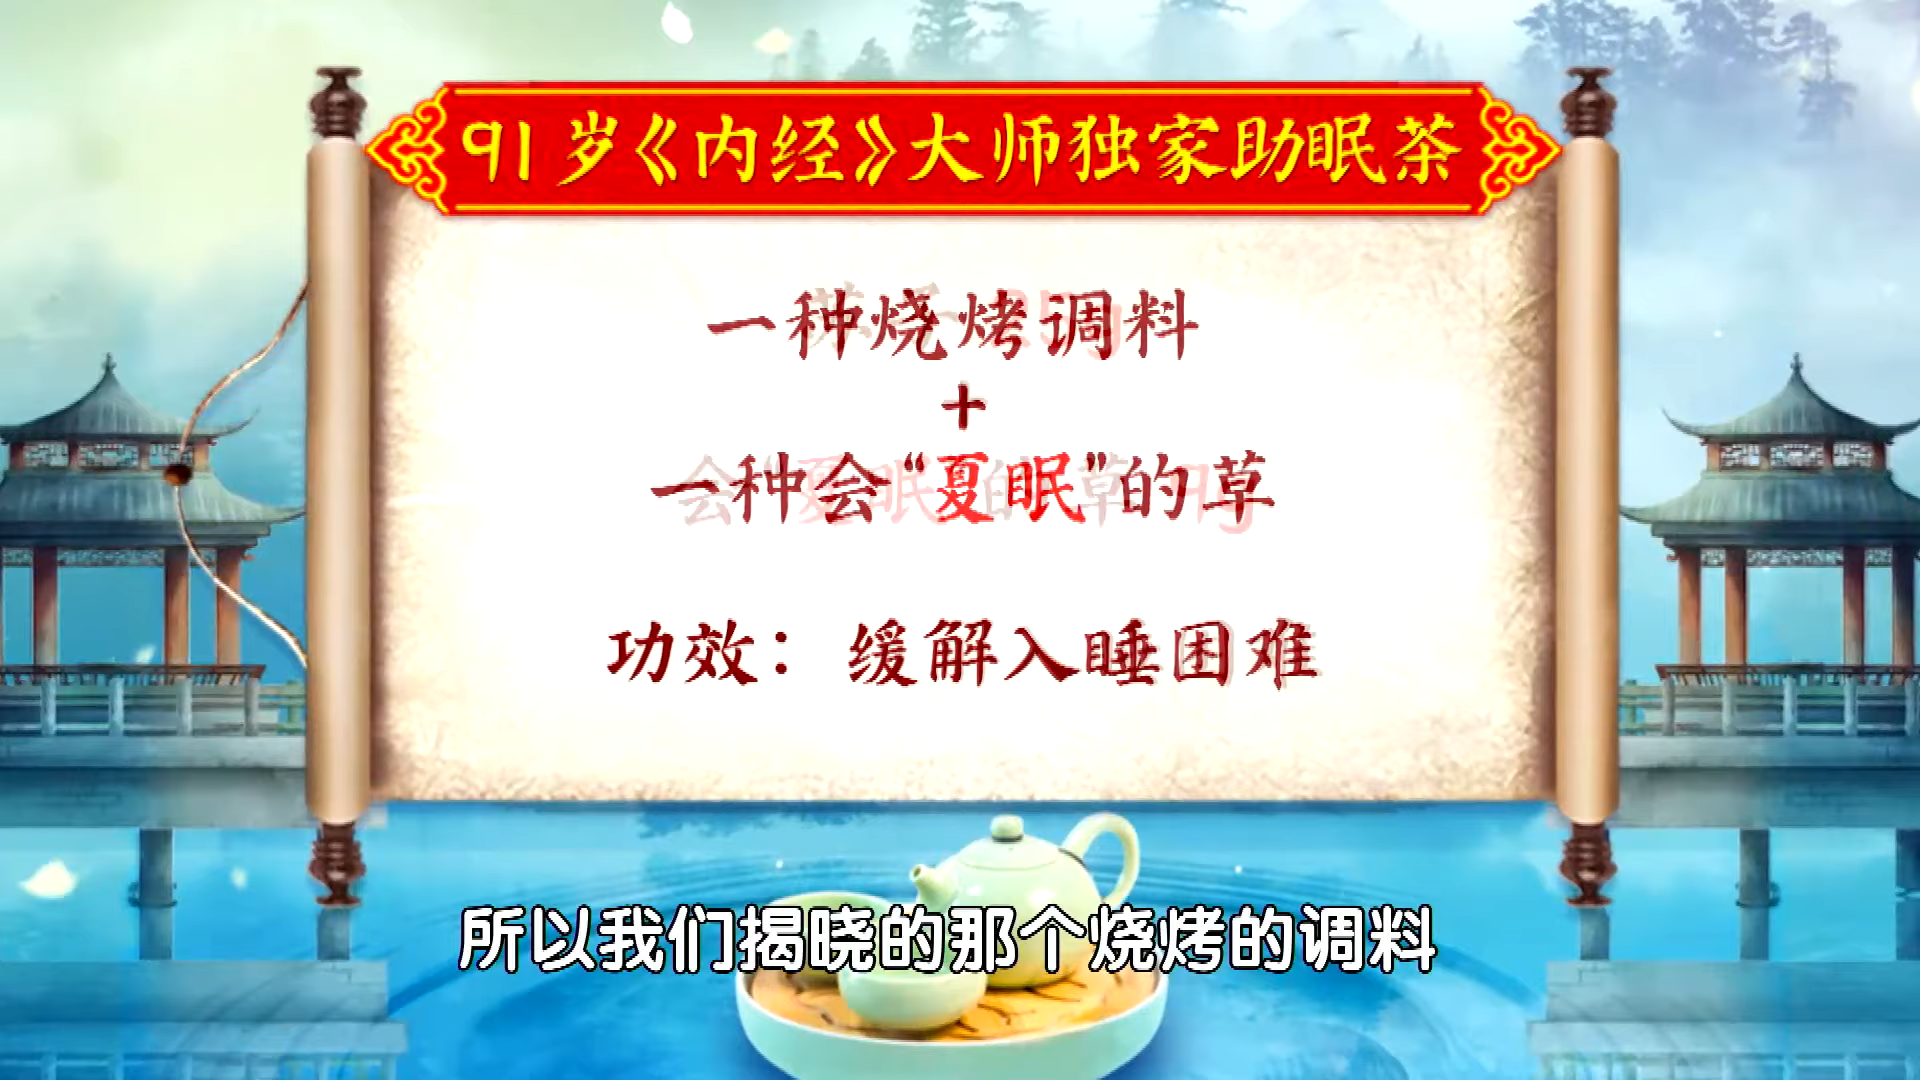 91岁《内经》大师独家助眠茶
一种烧烤调料
+
一种会“夏眠”的草
功效：缓解入睡困难
所以我们揭晓的那个烧烤的调料